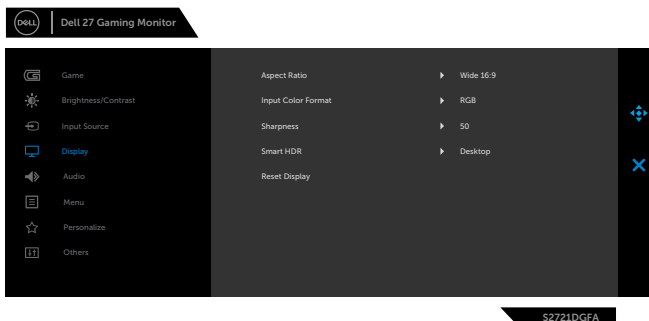 DELL
Dell 27 Gaming Monitor
Game
Aspect Ratio Wide 16:9
Brightness/Contrast Input Color Format RGB
Input Source Sharpness 50
Display Smart HDR Desktop
Audio Reset Display
Menu
Personalize
Others
S2721DGFA